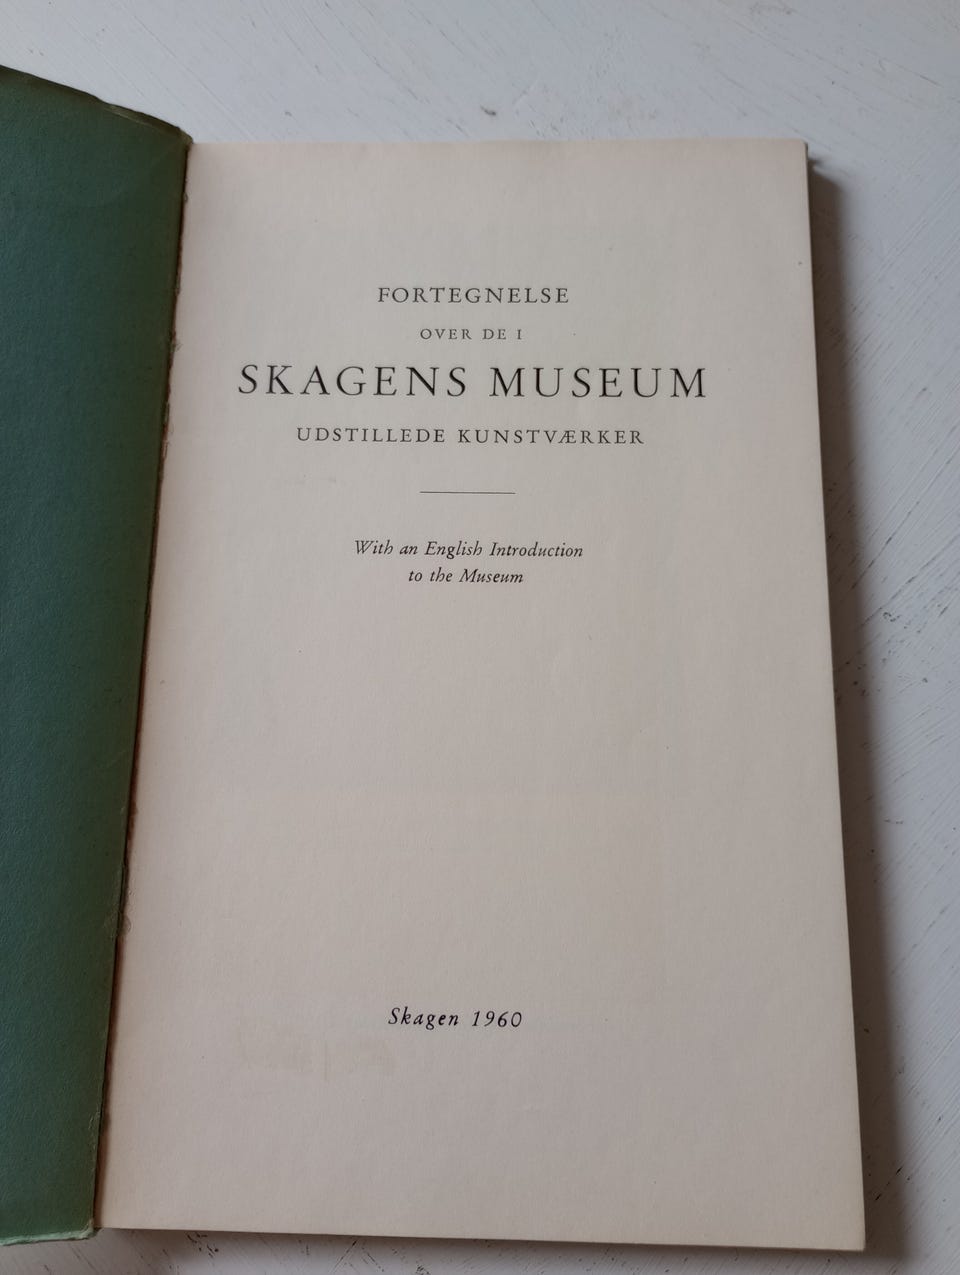 FORTEGNELSE
OVER DE I
SKAGENS MUSEUM
UDSTILLEDE KUNSTVÆRKER
With an English Introduction
to the Museum
Skagen 1960